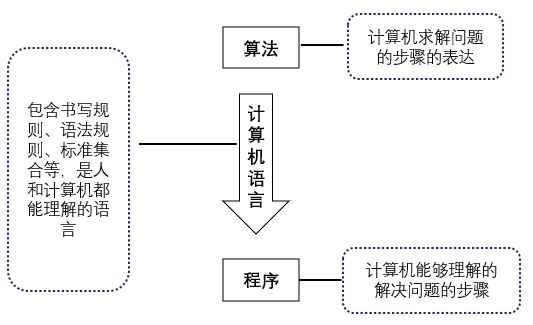 算法
计算机求解问题
的步骤的表达
包含书写规
则、语法规
则、标准集
合等，是人
和计算机都
能理解的语
言
计算机语言
程序
计算机能够理解的
解决问题的步骤